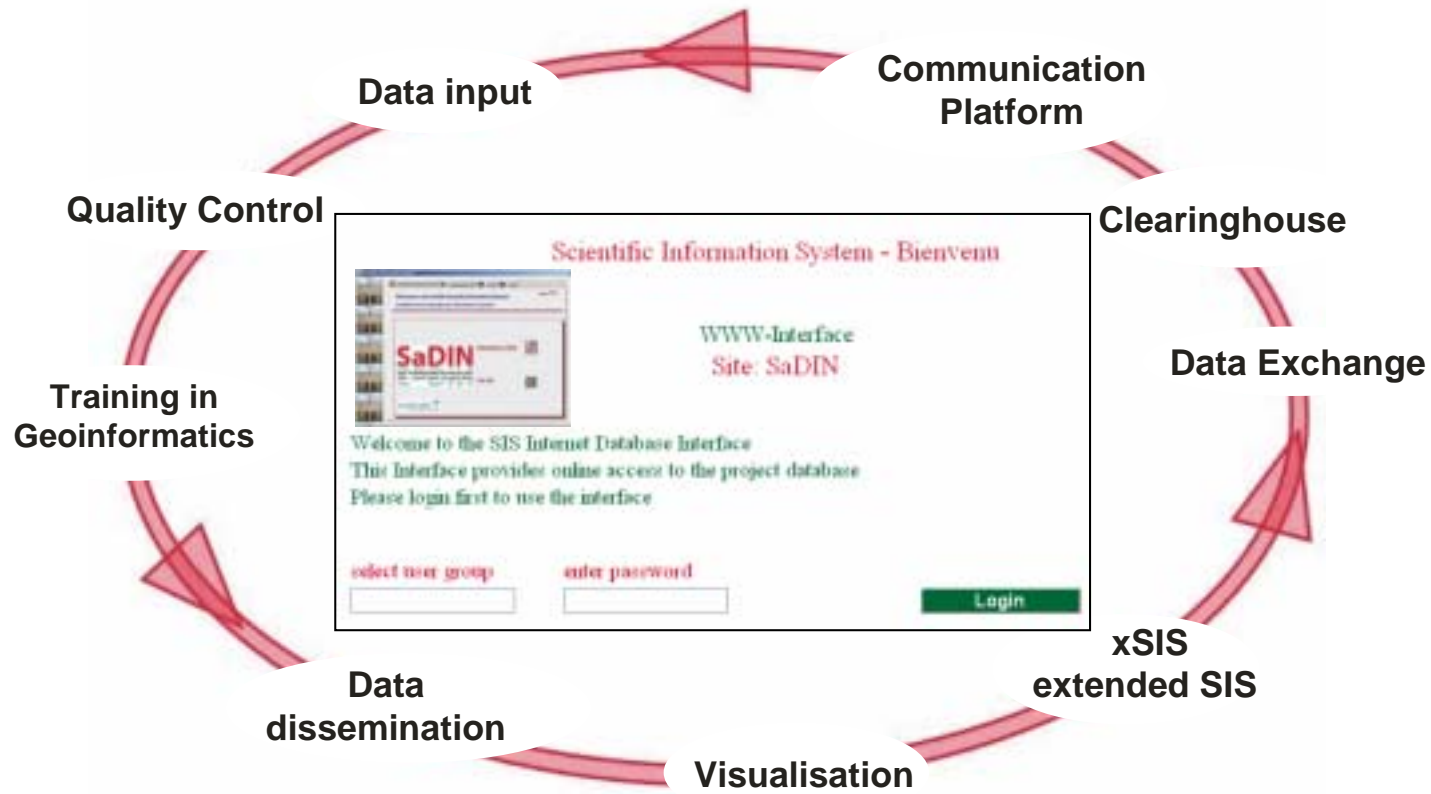 Communication
Platform
Data input
Quality Control
Clearinghouse
Scientific Information System - Bienvenu
WWW-Interface
Site: SaDIN
SaDIN
Data Exchange
Training in
Geoinformatics
Welcome to the SIS Internet Database Interface
This Interface provides online access to the project database
Please login first to use the interface
select user group
enter password
Login
xSIS
extended SIS
Data
dissemination
Visualisation